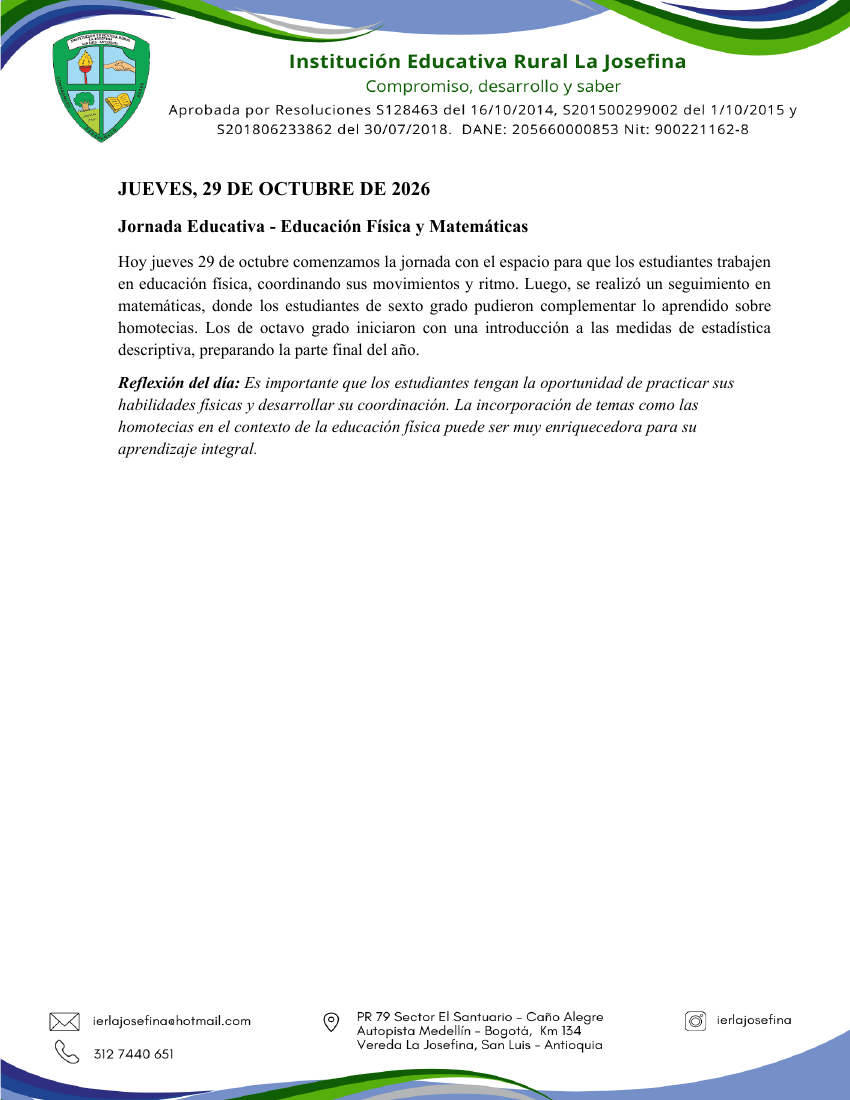 Institución Educativa Rural La Josefina
Compromiso, desarrollo y saber
Aprobada por Resoluciones S128463 del 16/10/2014, S201500299002 del 1/10/2015 y
S201806233862 del 30/07/2018. DANE: 205660000853 Nit: 900221162-8
JUEVES, 29 DE OCTUBRE DE 2026
Jornada Educativa - Educación Física y Matemáticas
Hoy jueves 29 de octubre comenzamos la jornada con el espacio para que los estudiantes trabajen
en educación física, coordinando sus movimientos y ritmo. Luego, se realizó un seguimiento en
matemáticas, donde los estudiantes de sexto grado pudieron complementar lo aprendido sobre
homotecias. Los de octavo grado iniciaron con una introducción a las medidas de estadística
descriptiva, preparando la parte final del año.
Reflexión del día: Es importante que los estudiantes tengan la oportunidad de practicar sus
habilidades físicas y desarrollar su coordinación. La incorporación de temas como las
homotecias en el contexto de la educación física puede ser muy enriquecedora para su
aprendizaje integral.
ierlajosefina@hotmail.com
312 7440 651
PR 79 Sector El Santuario – Caño Alegre
Autopista Medellín – Bogotá, Km 134
Vereda La Josefina, San Luis – Antioquia
ierlajosefina